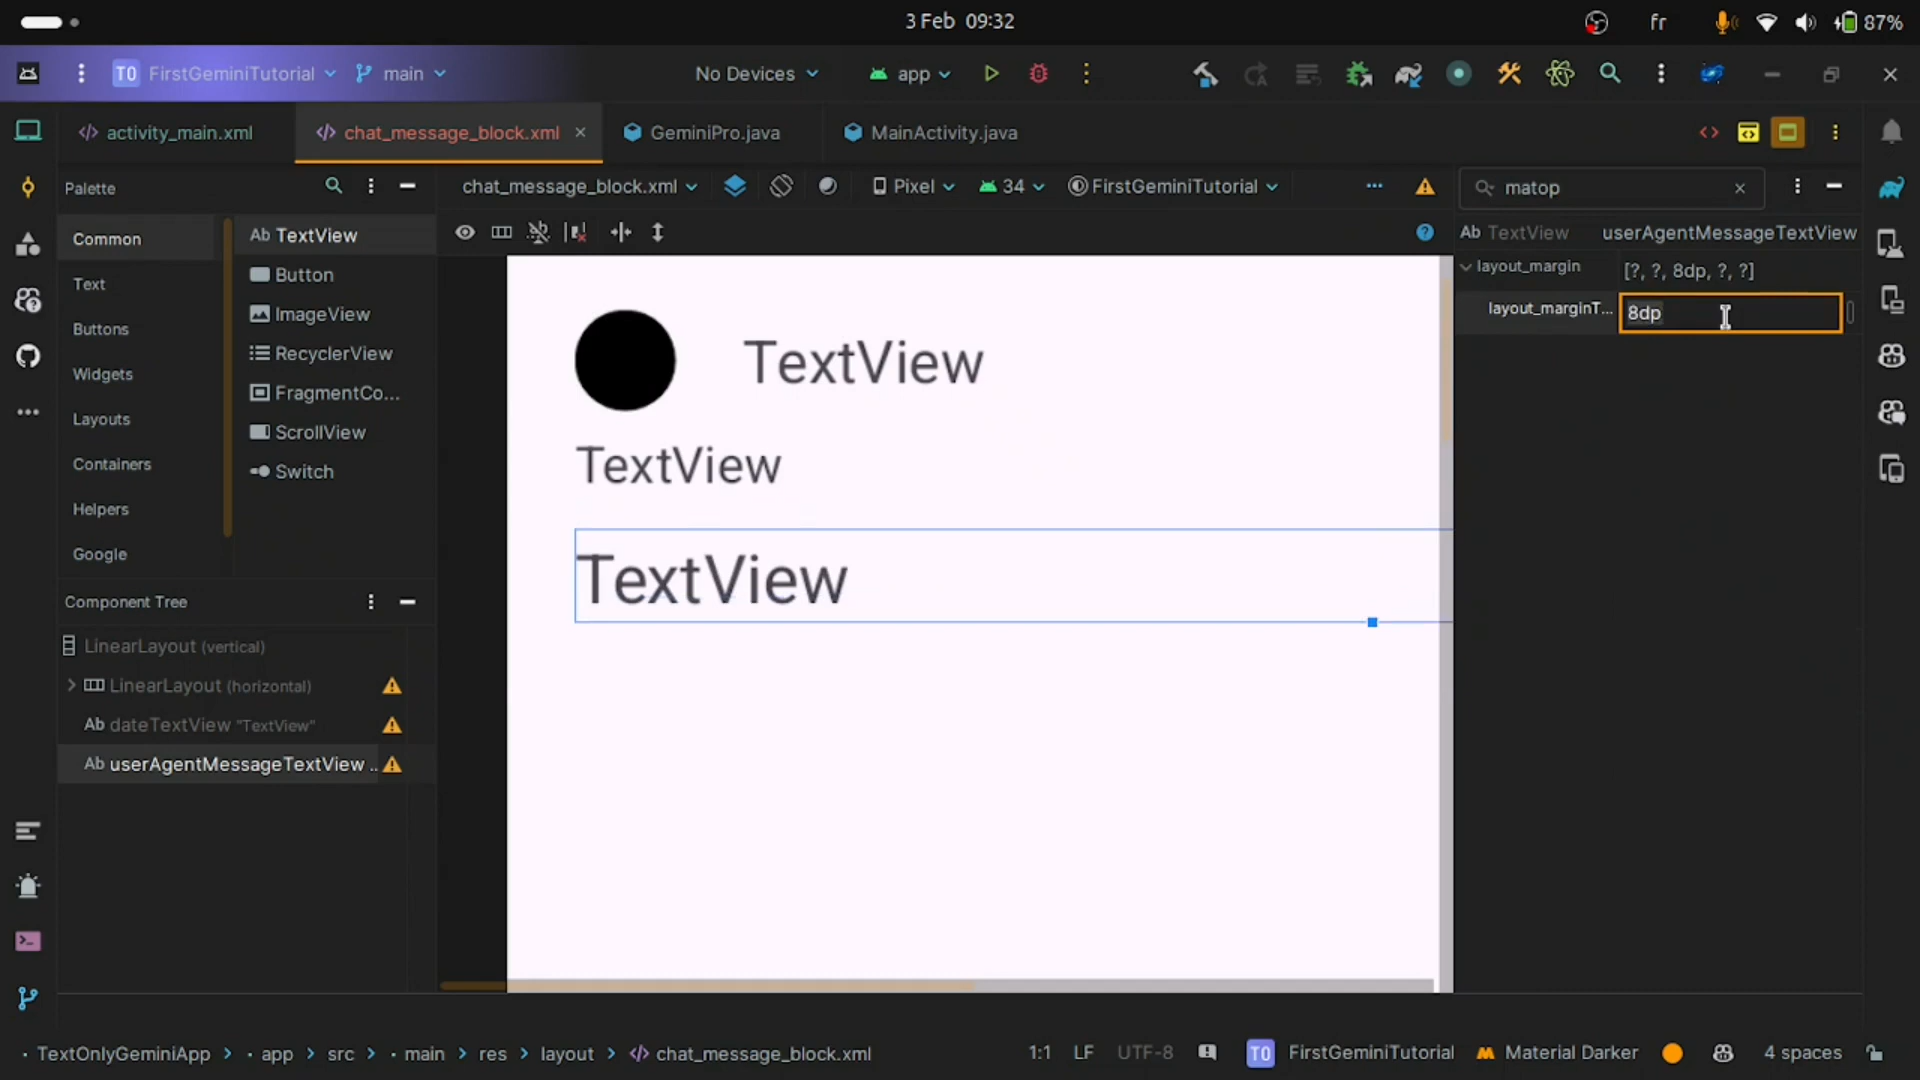 3 Feb 09:32
fr
87%
TO FirstGeminiTutorial
main
No Devices
app
activity_main.xml
chat_message_block.xml
GeminiPro.java
MainActivity.java
Palette
chat_message_block.xml
Pixel
34
FirstGeminiTutorial
matop
Common
Text
Buttons
Widgets
Layouts
Containers
Helpers
Google
Ab TextView
Button
ImageView
RecyclerView
FragmentCo...
ScrollView
Switch
TextView
TextView
TextView
Ab TextView
userAgentMessageTextView
layout_margin
[?, ?, 8dp, ?, ?]
layout_marginT...
8dp
Component Tree
LinearLayout (vertical)
LinearLayout (horizontal)
Ab dateTextView "TextView"
Ab userAgentMessageTextView ..
TextOnlyGeminiApp > app > src > main > res > layout > chat_message_block.xml
1:1
LF
UTF-8
TO FirstGeminiTutorial
Material Darker
4 spaces